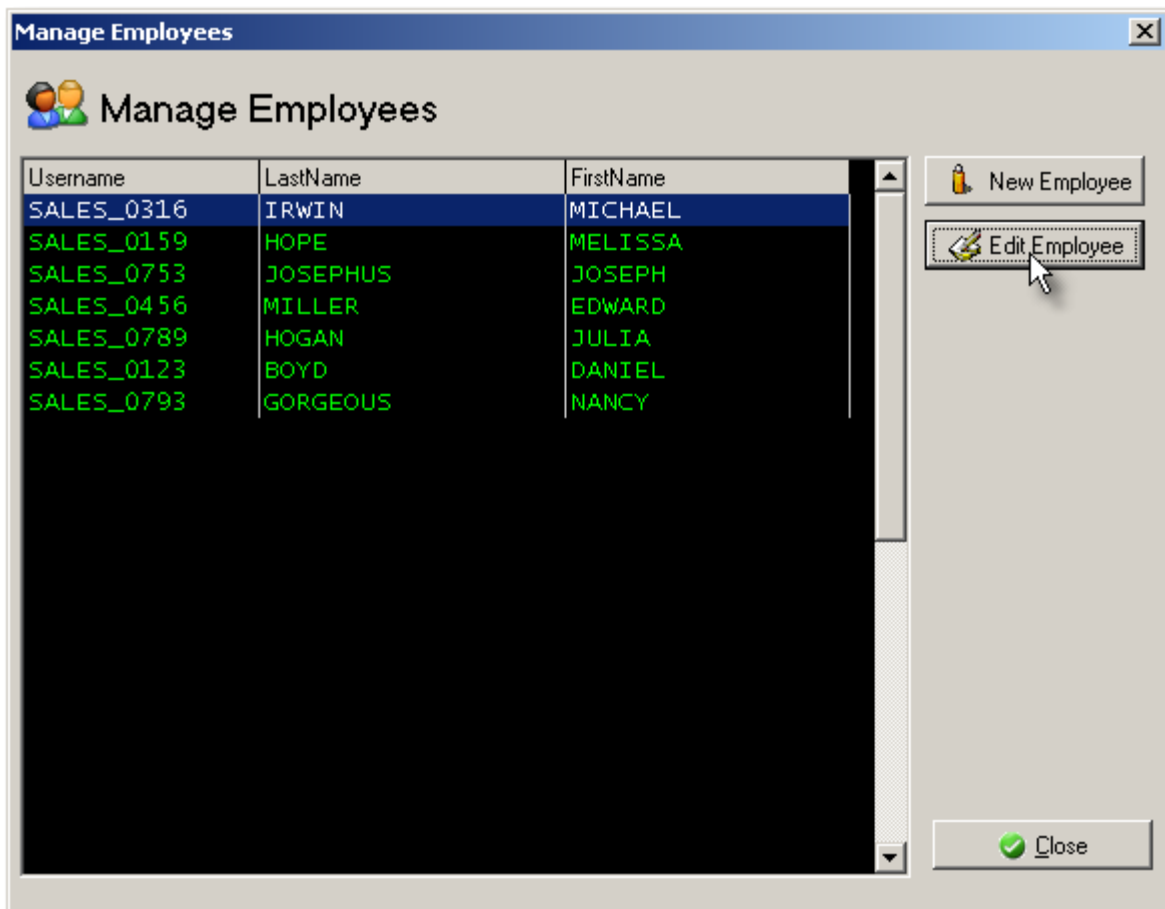 Manage Employees
Manage Employees
Username LastName FirstName
SALES_0316 IRWIN MICHAEL
SALES_0159 HOPE MELISSA
SALES_0753 JOSEPHUS JOSEPH
SALES_0456 MILLER EDWARD
SALES_0789 HOGAN JULIA
SALES_0123 BOYD DANIEL
SALES_0793 GORGEOUS NANCY
New Employee
Edit Employee
Close